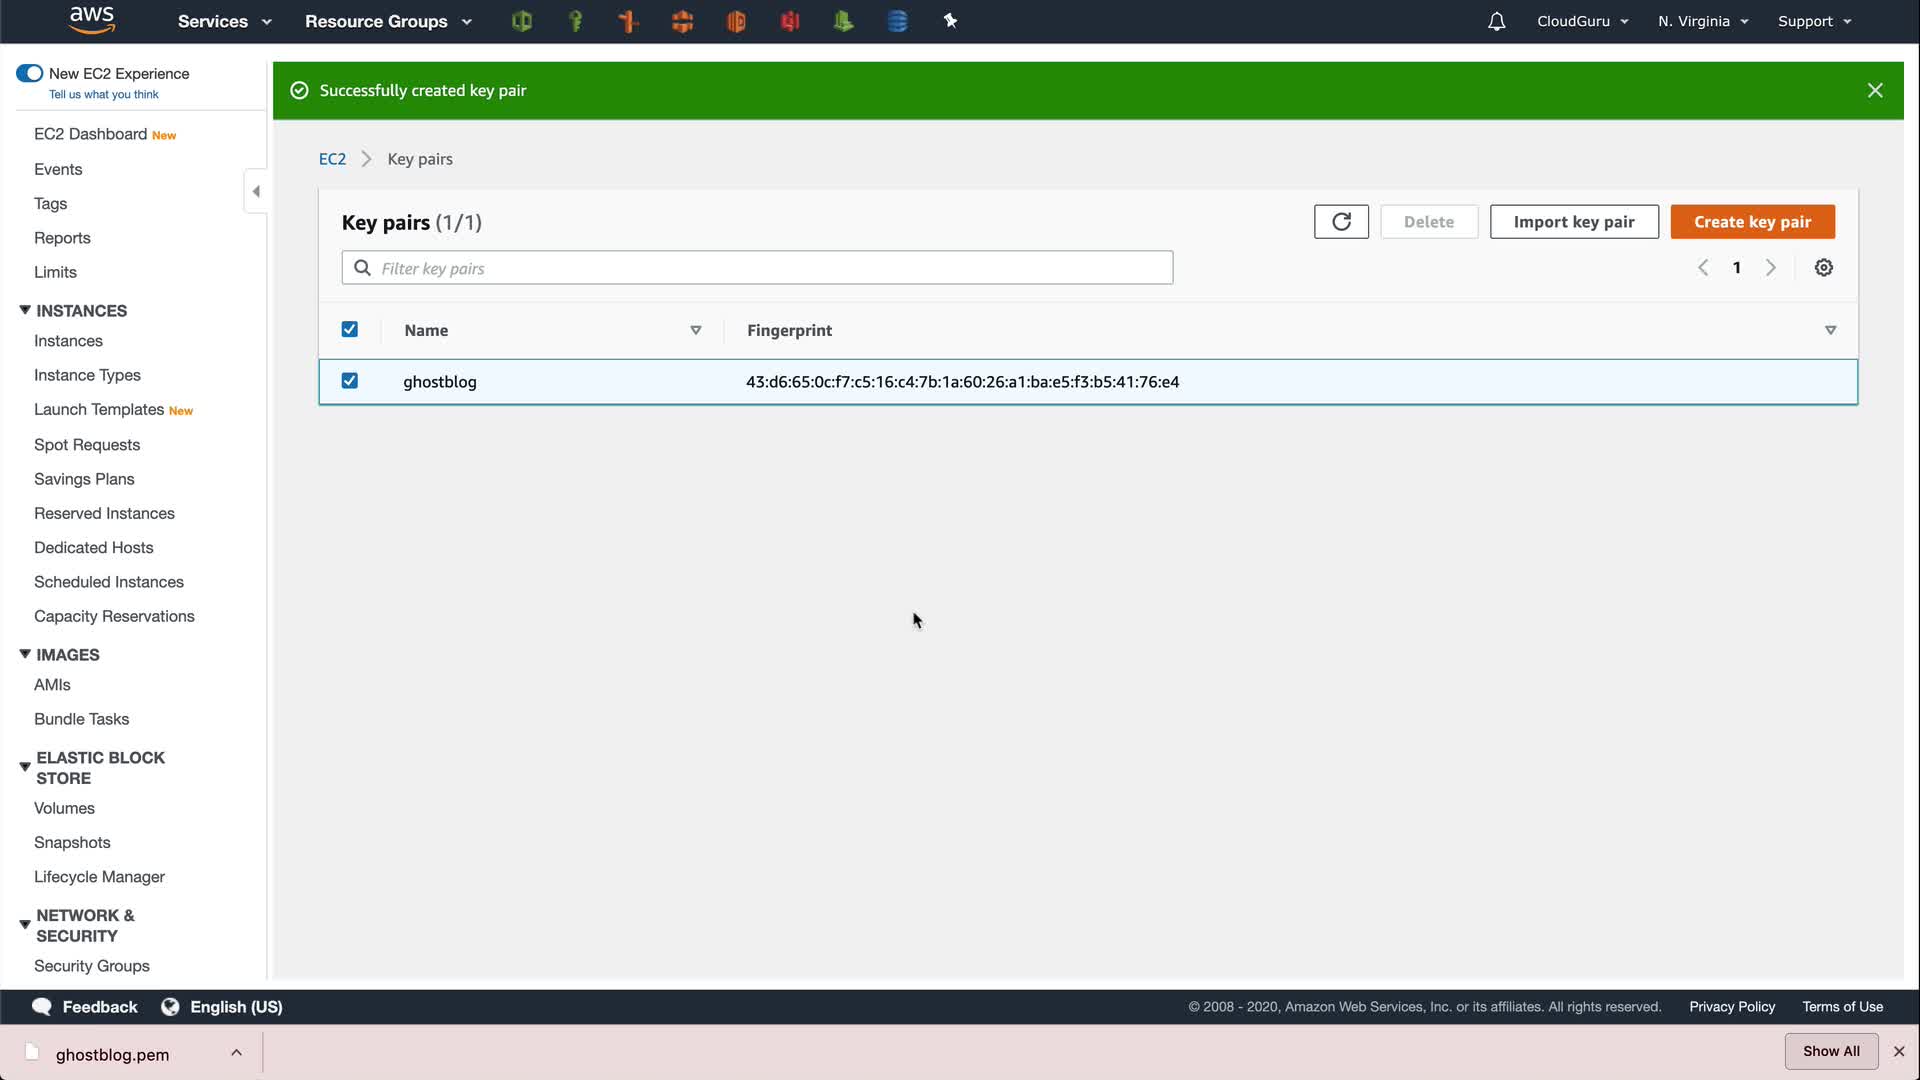 aws Services Resource Groups CloudGuru N. Virginia Support
New EC2 Experience
Tell us what you think
EC2 Dashboard New
Events
Tags
Reports
Limits
INSTANCES
Instances
Instance Types
Launch Templates New
Spot Requests
Savings Plans
Reserved Instances
Dedicated Hosts
Scheduled Instances
Capacity Reservations
IMAGES
AMIs
Bundle Tasks
ELASTIC BLOCK
STORE
Volumes
Snapshots
Lifecycle Manager
NETWORK &
SECURITY
Security Groups
Successfully created key pair
EC2 Key pairs
Key pairs (1/1)
Delete Import key pair Create key pair
Filter key pairs
1
Name Fingerprint
ghostblog 43:d6:65:0c:f7:c5:16:c4:7b:1a:60:26:a1:ba:e5:f3:b5:41:76:e4
Feedback English (US) © 2008 - 2020, Amazon Web Services, Inc. or its affiliates. All rights reserved. Privacy Policy Terms of Use
ghostblog.pem Show All